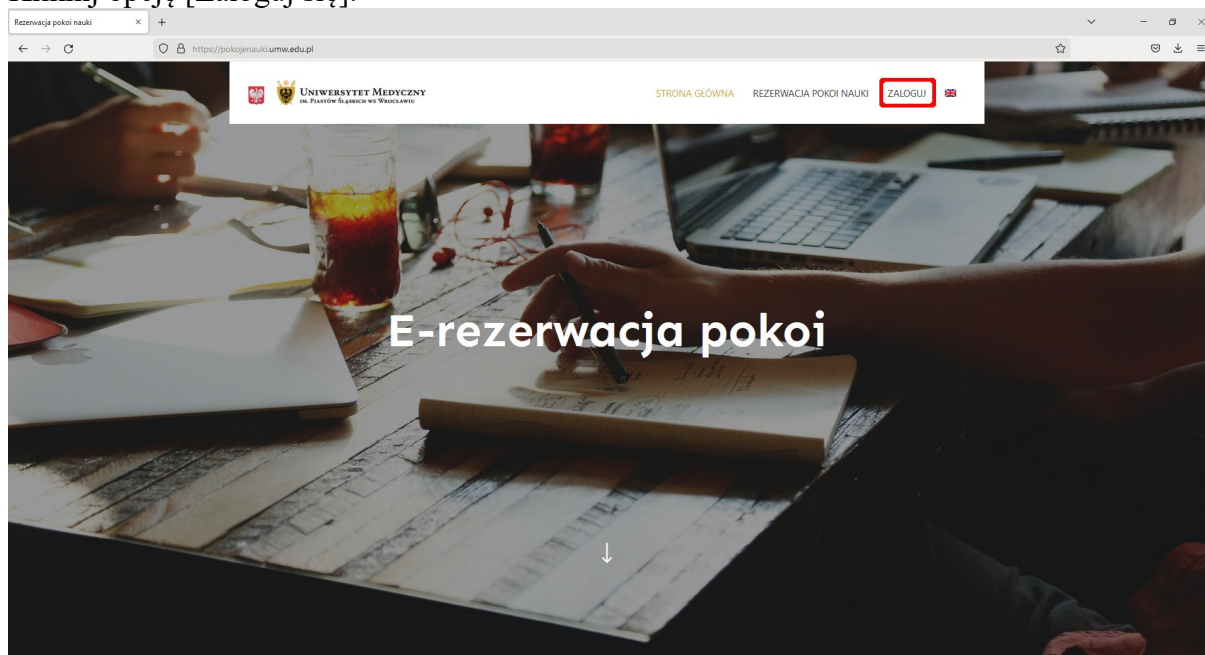 Kliknij opcję [Zaloguj się].
Rezerwacja pokoi nauki
https://pokojenauki.umw.edu.pl
UNIWERSYTET MEDYCZNY
IM. PIASTÓW ŚLĄSKICH WE WROCŁAWIU
STRONA GŁÓWNA REZERWACJA POKOI NAUKI ZALOGUJ
E-rezerwacja pokoi